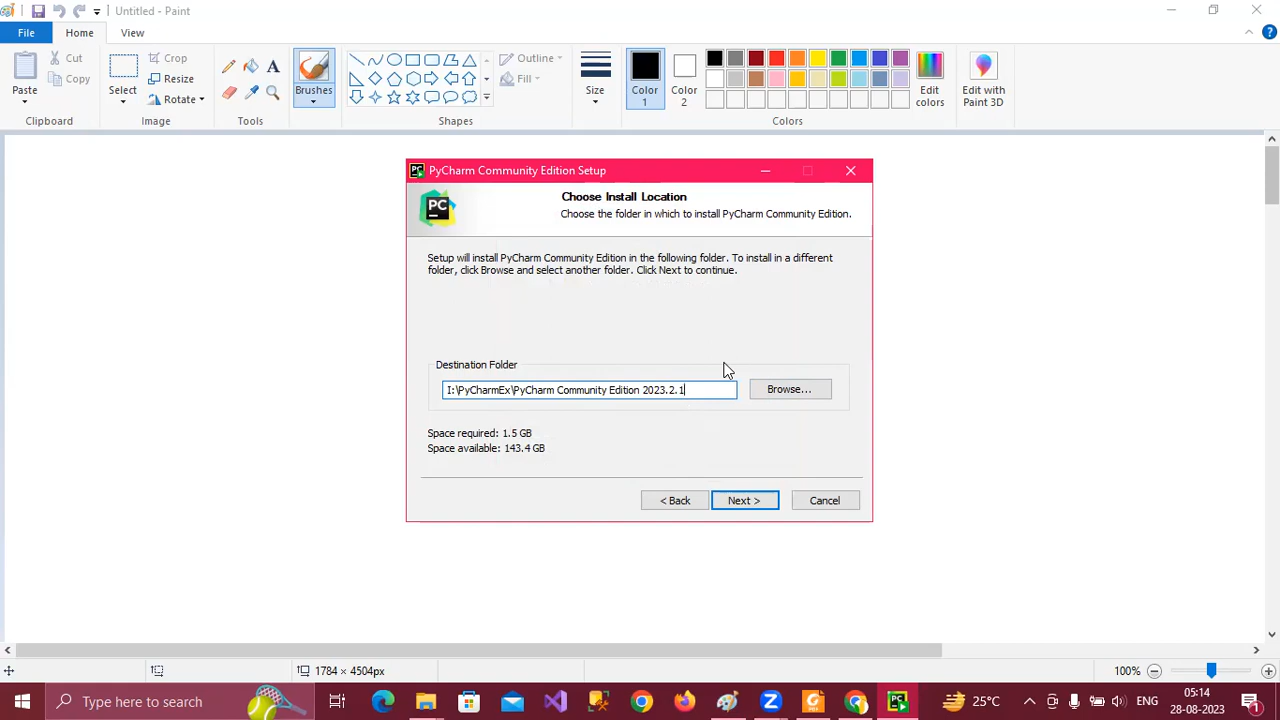 Untitled - Paint
File
Home
View
Paste
Cut
Copy
Clipboard
Select
Crop
Resize
Rotate
Image
A
Tools
Brushes
Outline
Fill
Shapes
Size
Color
1
Color
2
Edit
colors
Colors
Edit with
Paint 3D
PC
PyCharm Community Edition Setup
PC
Choose Install Location
Choose the folder in which to install PyCharm Community Edition.
Setup will install PyCharm Community Edition in the following folder. To install in a different
folder, click Browse and select another folder. Click Next to continue.
Destination Folder
I:\PyCharmEx\PyCharm Community Edition 2023.2.1
Browse...
Space required: 1.5 GB
Space available: 143.4 GB
< Back
Next >
Cancel
1784 × 4504px
100%
Type here to search
25°C
ENG
05:14
28-08-2023
1